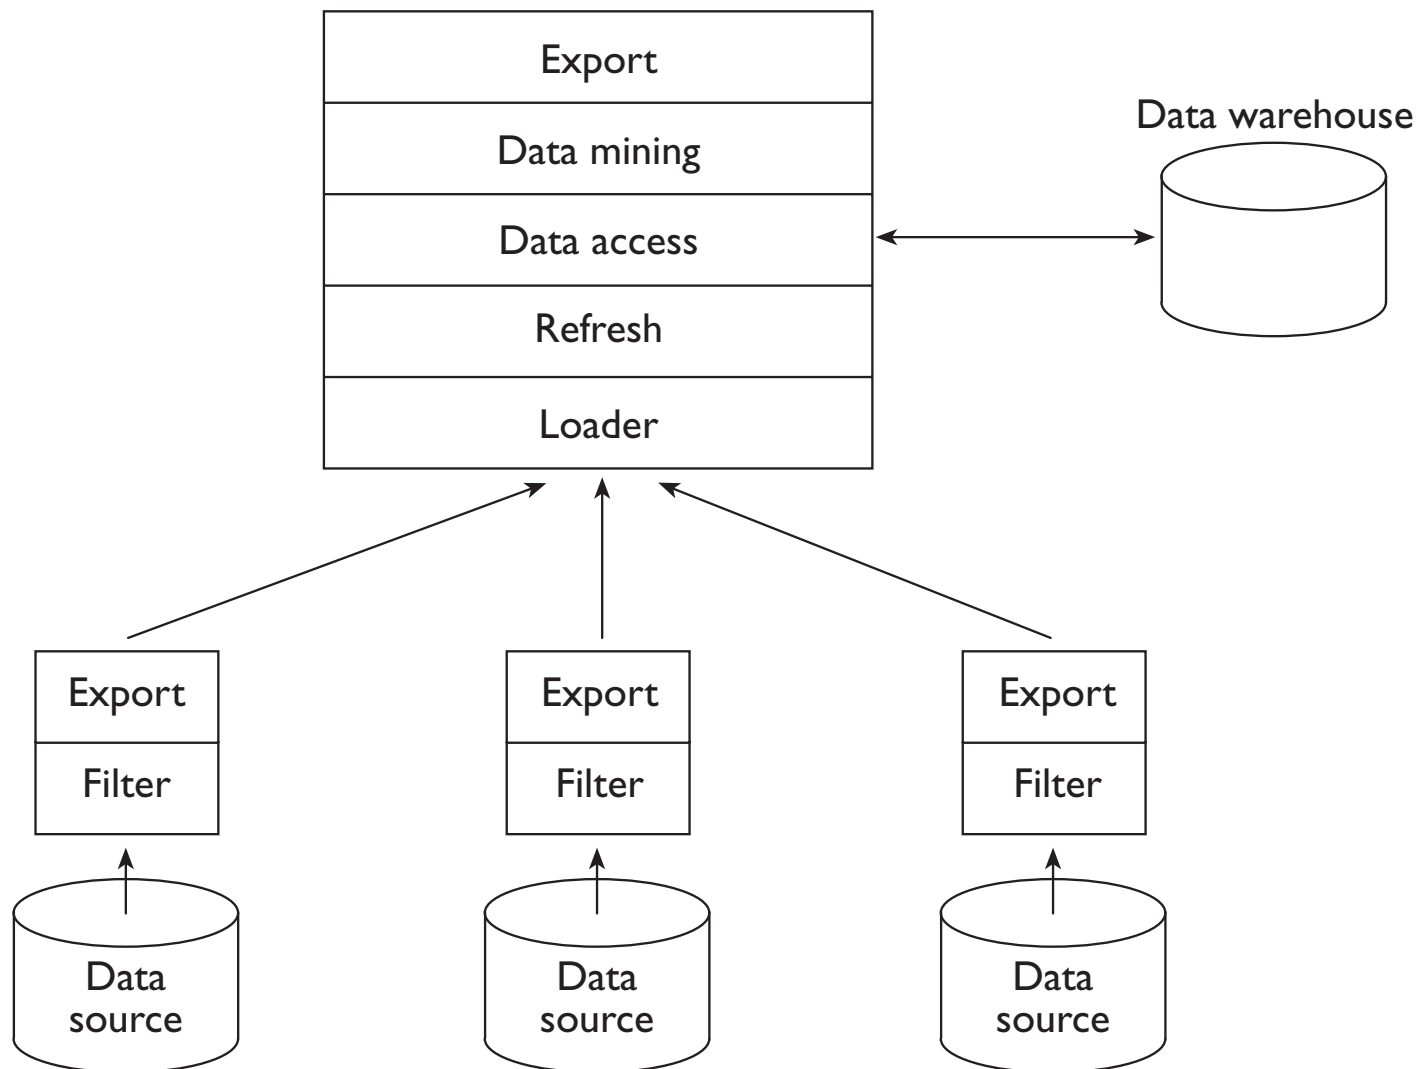 Export
Data mining
Data warehouse
Data access
Refresh
Loader
Export
Filter
Export
Filter
Export
Filter
Data
source
Data
source
Data
source